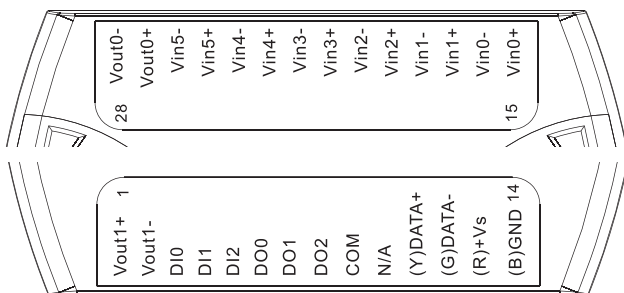 Vout0-
Vout0+
Vin5-
Vin5+
Vin4-
Vin4+
Vin3-
Vin3+
Vin2-
Vin2+
Vin1-
Vin1+
Vin0-
Vin0+
28
15
Vout1+ 1
Vout1-
DI0
DI1
DI2
DO0
DO1
DO2
COM
N/A
(Y)DATA+
(G)DATA-
(R)+Vs
(B)GND 14